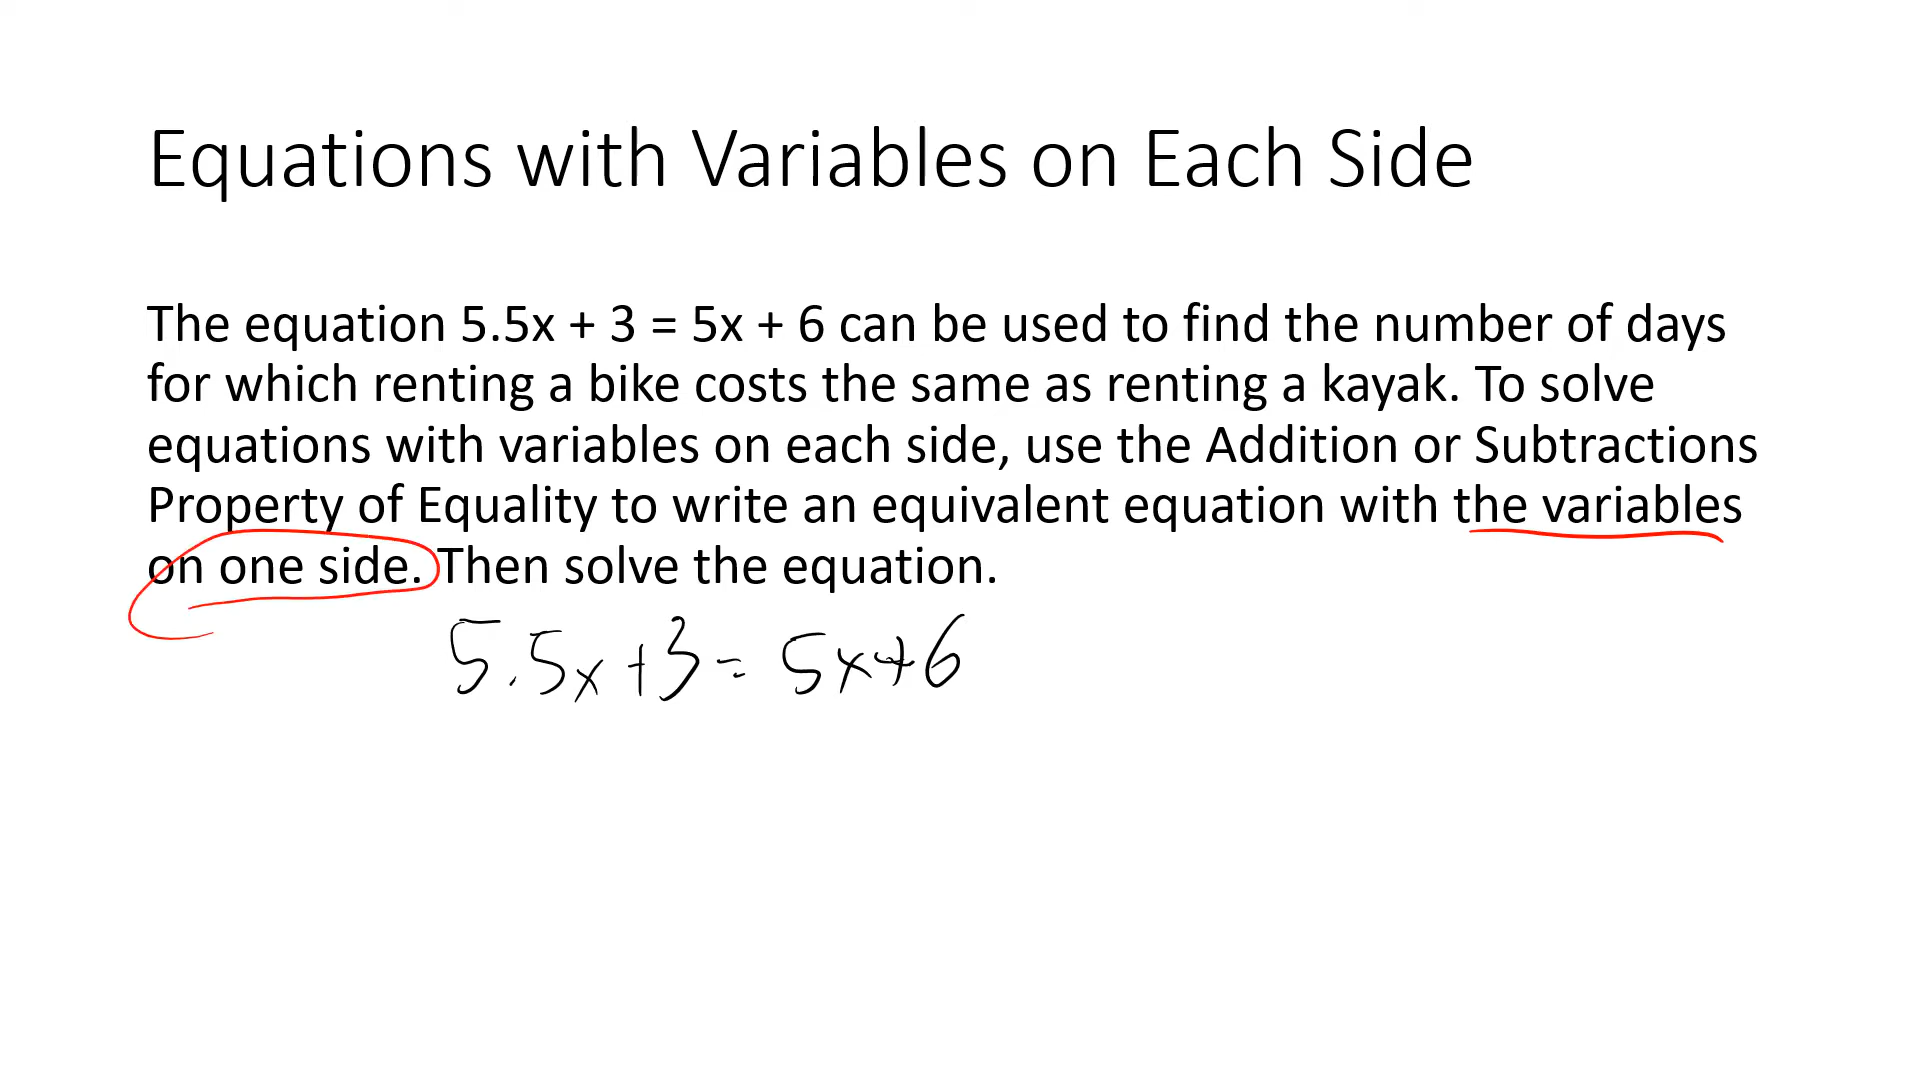 Equations with Variables on Each Side
The equation 5.5x + 3 = 5x + 6 can be used to find the number of days
for which renting a bike costs the same as renting a kayak. To solve
equations with variables on each side, use the Addition or Subtractions
Property of Equality to write an equivalent equation with the variables
on one side. Then solve the equation.
5.5x+3=5x+6